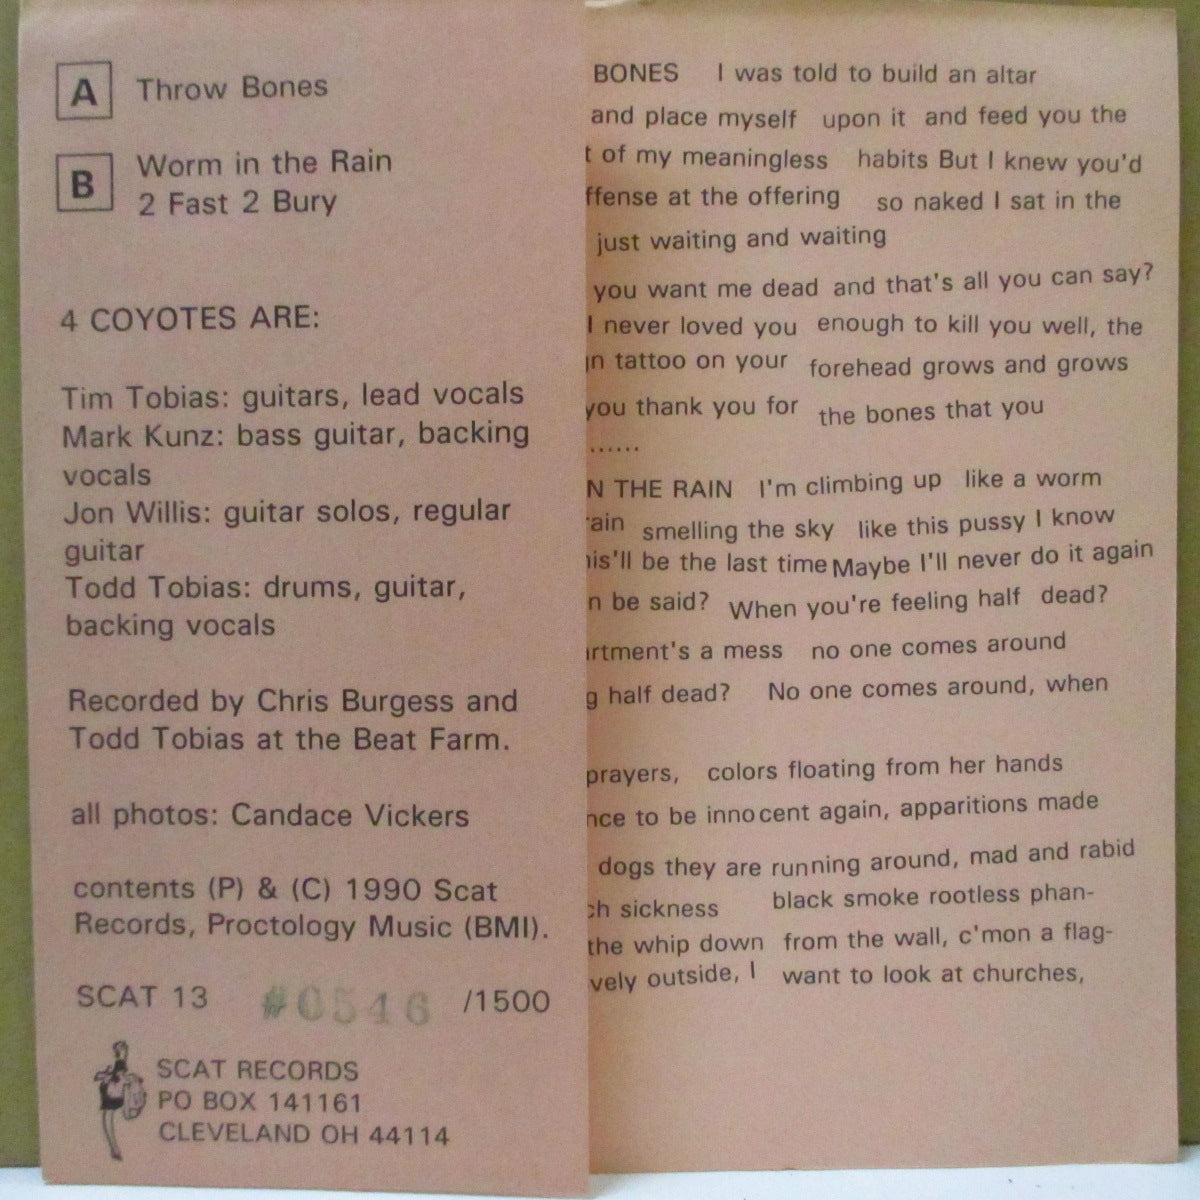 A Throw Bones
B Worm in the Rain
2 Fast 2 Bury
4 COYOTES ARE:
Tim Tobias: guitars, lead vocals
Mark Kunz: bass guitar, backing
vocals
Jon Willis: guitar solos, regular
guitar
Todd Tobias: drums, guitar,
backing vocals
Recorded by Chris Burgess and
Todd Tobias at the Beat Farm.
all photos: Candace Vickers
contents (P) & (C) 1990 Scat
Records, Proctology Music (BMI).
SCAT 13 #0546 /1500
SCAT RECORDS
PO BOX 141161
CLEVELAND OH 44114
BONES I was told to build an altar
and place myself upon it and feed you the
of my meaningless habits But I knew you'd
at the offering so naked I sat in the
just waiting and waiting
you want me dead and that's all you can say?
I never loved you enough to kill you well, the
tattoo on your forehead grows and grows
you thank you for the bones that you
......
THE RAIN I'm climbing up like a worm
smelling the sky like this pussy I know
be the last time Maybe I'll never do it again
be said? When you're feeling half dead?
a mess no one comes around
half dead? No one comes around, when
prayers, colors floating from her hands
to be innocent again, apparitions made
dogs they are running around, mad and rabid
sickness black smoke rootless phan-
the whip down from the wall, c'mon a flag-
outside, I want to look at churches,